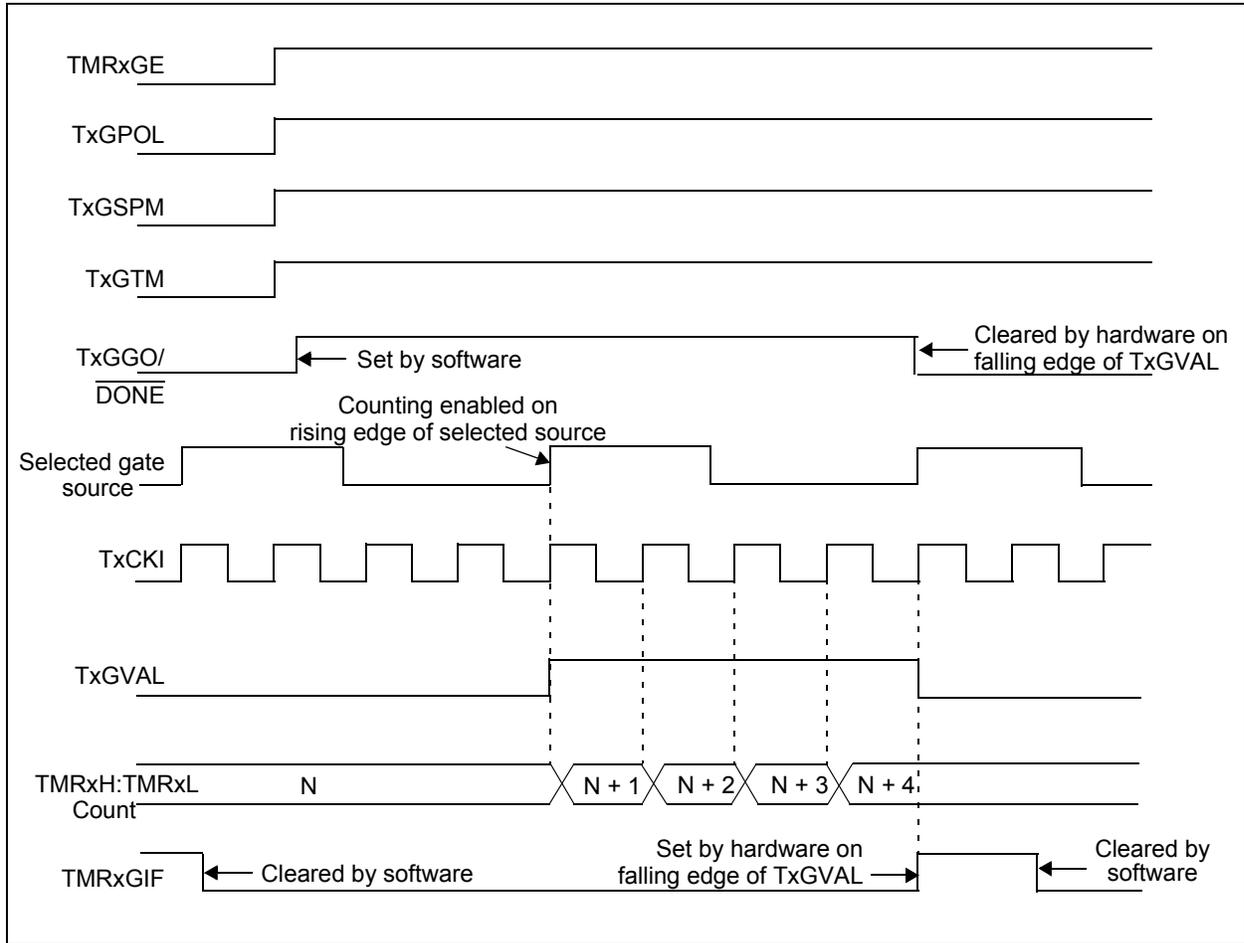 TMRxGE
TxGPOL
TxGSPM
TxGTM
TxGGO/
DONE
Set by software
Cleared by hardware on
falling edge of TxGVAL
Counting enabled on
rising edge of selected source
Selected gate
source
TxCKI
TxGVAL
TMRxH:TMRxL
Count
N
N + 1
N + 2
N + 3
N + 4
TMRxGIF
Cleared by software
Set by hardware on
falling edge of TxGVAL
Cleared by
software